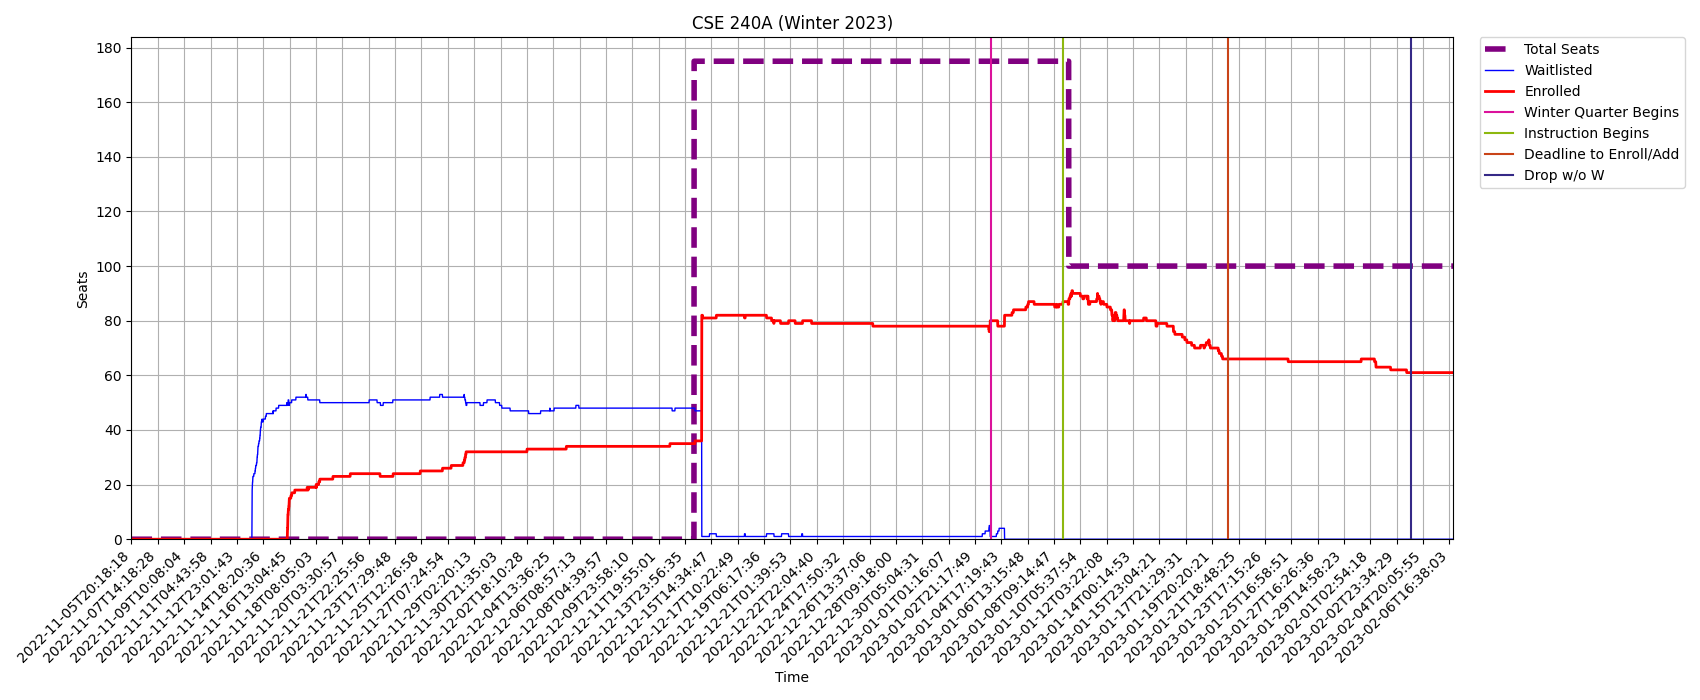 CSE 240A (Winter 2023)
180
160
140
120
100
80
60
40
20
0
Seats
2022-11-05T20:18:18
2022-11-07T14:18:28
2022-11-09T10:08:04
2022-11-11T04:43:58
2022-11-12T23:01:43
2022-11-14T18:20:36
2022-11-16T13:04:45
2022-11-18T08:05:03
2022-11-20T03:30:57
2022-11-21T22:25:56
2022-11-23T17:29:48
2022-11-25T12:26:58
2022-11-27T07:24:54
2022-11-29T02:20:13
2022-11-30T21:35:03
2022-12-02T18:10:28
2022-12-04T13:36:25
2022-12-06T08:57:13
2022-12-08T04:39:57
2022-12-09T23:58:10
2022-12-11T19:55:01
2022-12-13T23:56:35
2022-12-15T14:34:47
2022-12-17T10:22:49
2022-12-19T06:17:36
2022-12-21T01:39:53
2022-12-22T22:04:40
2022-12-24T17:50:32
2022-12-26T13:37:06
2022-12-28T09:18:00
2022-12-30T05:04:31
2023-01-01T01:16:07
2023-01-02T21:17:49
2023-01-04T17:19:43
2023-01-06T13:15:48
2023-01-08T09:14:47
2023-01-10T05:37:54
2023-01-12T03:22:08
2023-01-14T00:14:53
2023-01-15T23:04:21
2023-01-17T21:29:31
2023-01-19T20:20:21
2023-01-21T18:48:25
2023-01-23T17:15:26
2023-01-25T16:58:51
2023-01-27T16:26:36
2023-01-29T14:58:23
2023-02-01T02:54:18
2023-02-02T23:34:29
2023-02-04T20:05:55
2023-02-06T16:38:03
Time
Total Seats
Waitlisted
Enrolled
Winter Quarter Begins
Instruction Begins
Deadline to Enroll/Add
Drop w/o W